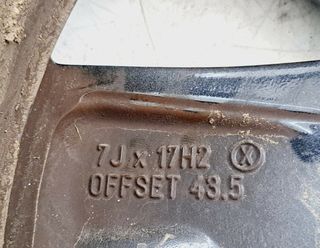 7J x 17H2 Ⓧ
OFFSET 43.5